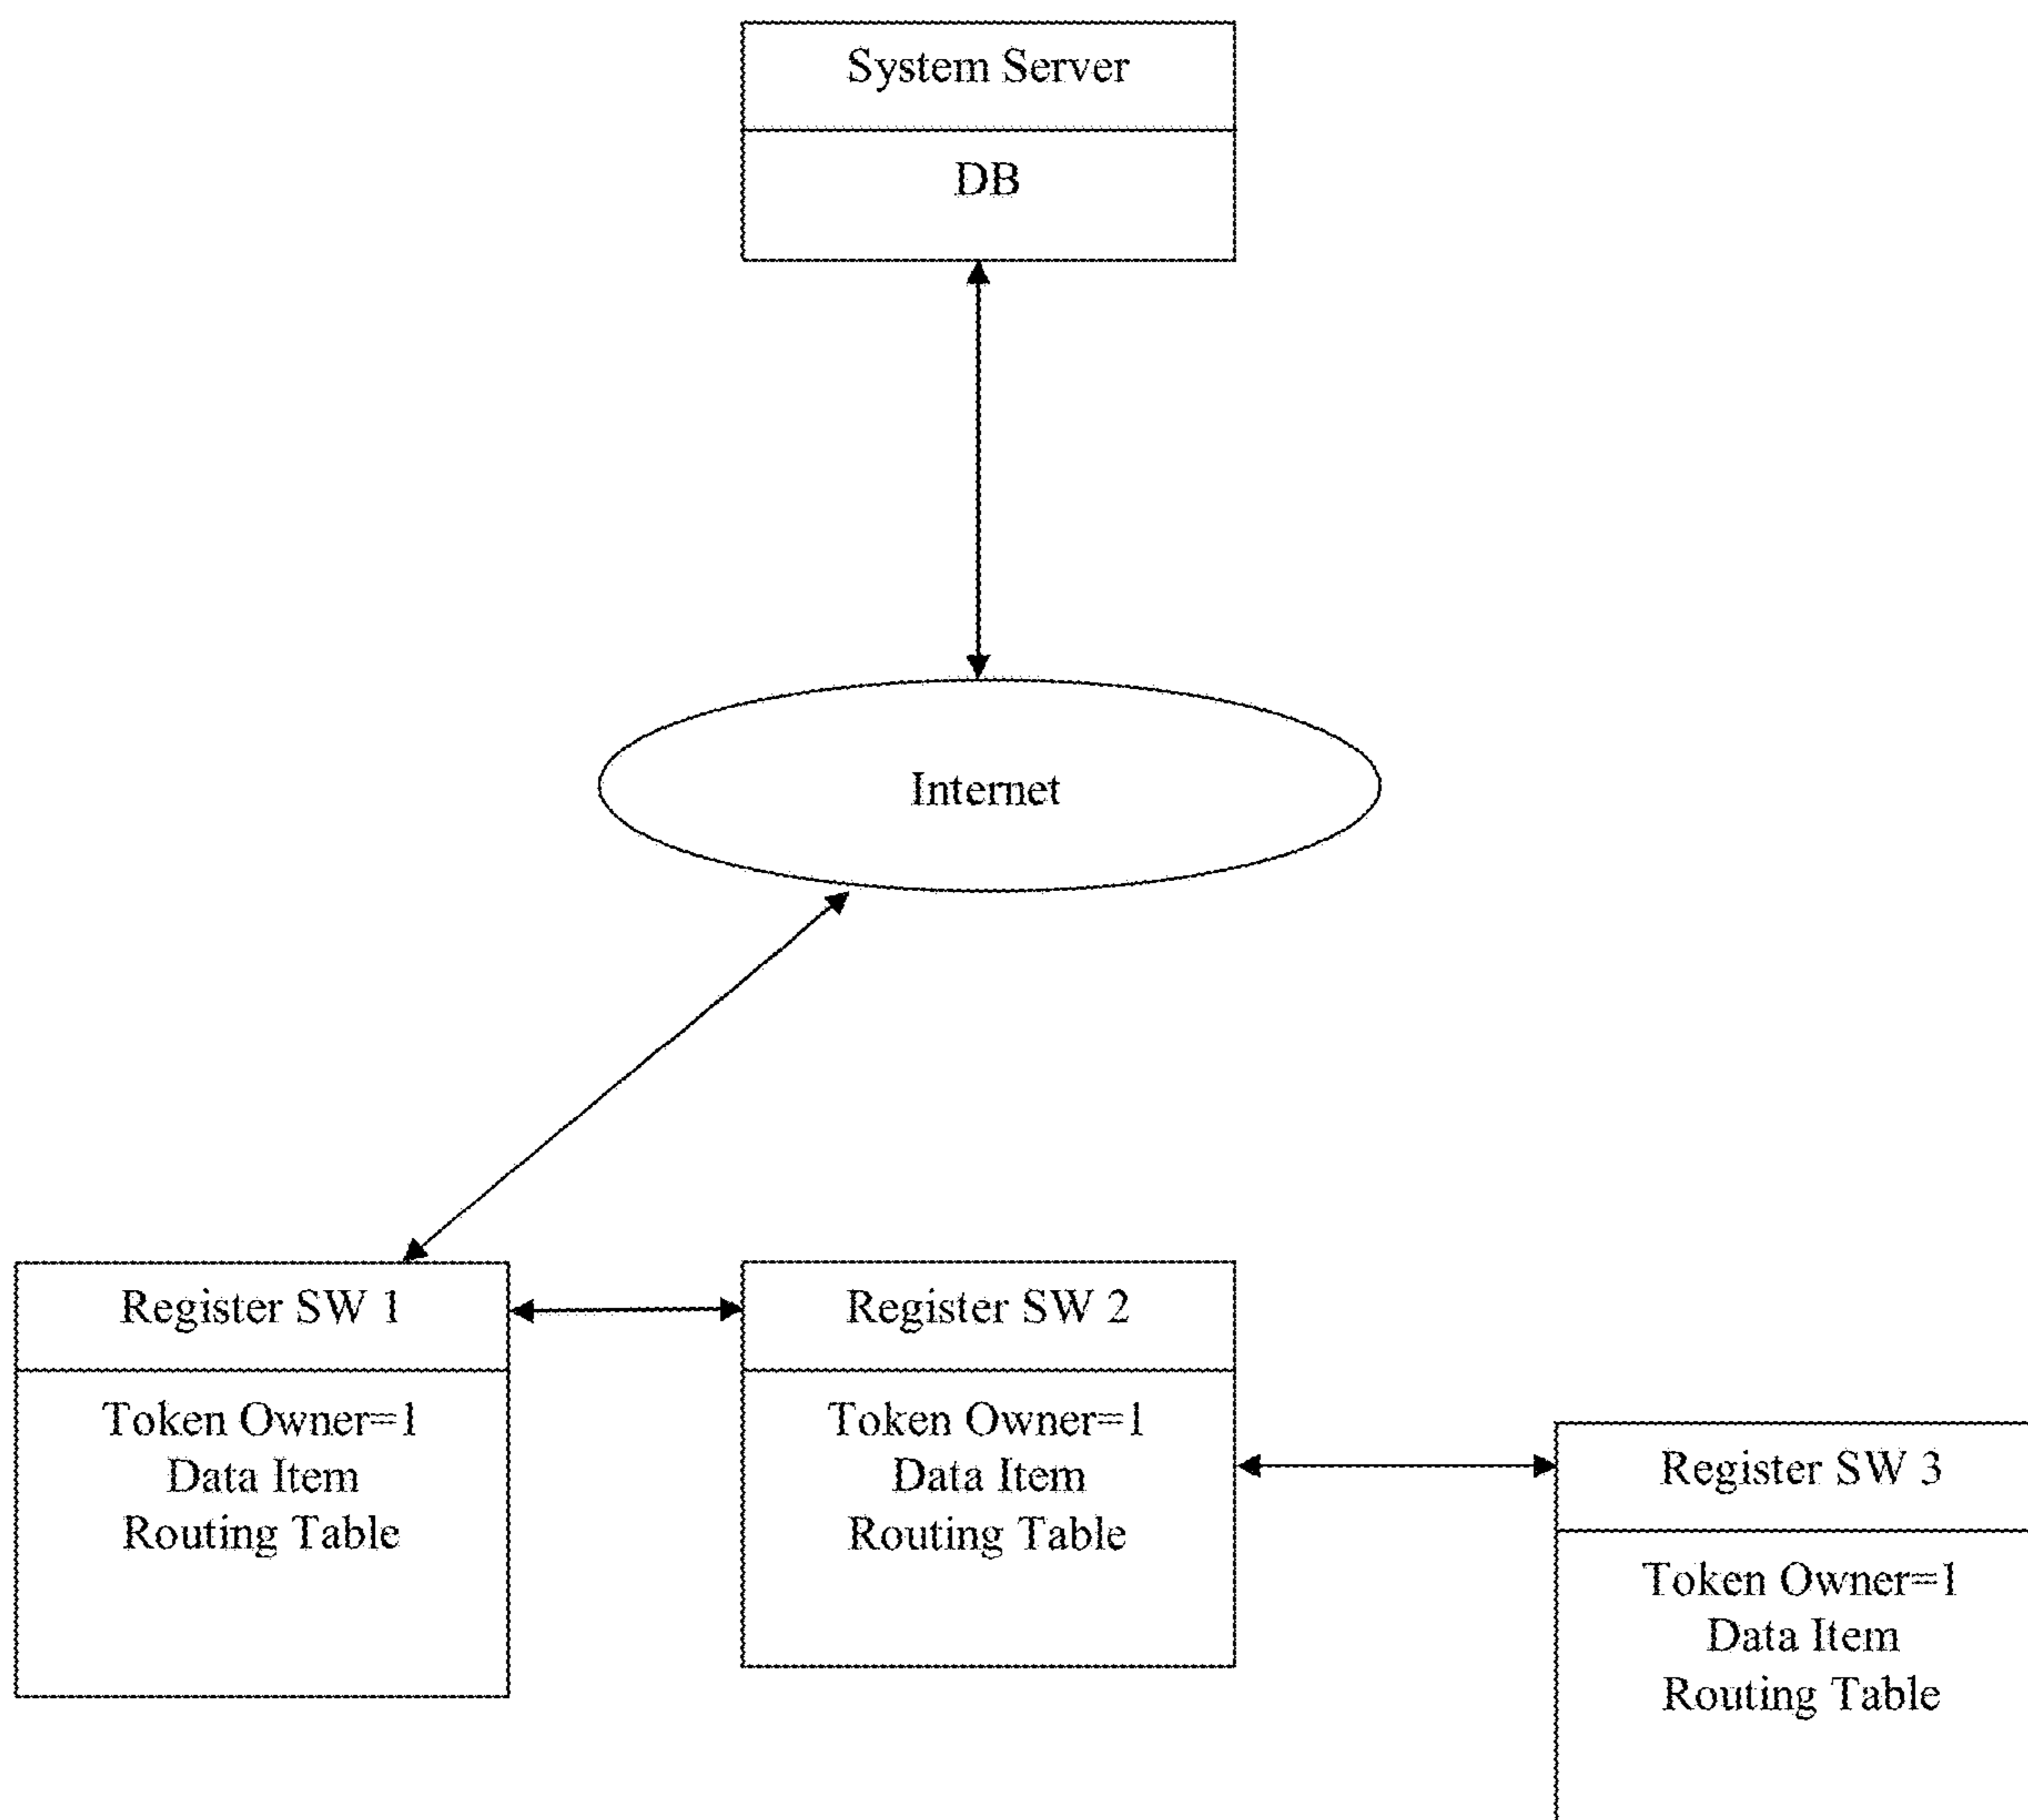 System Server
DB
Internet
Register SW 1
Token Owner=1
Data Item
Routing Table
Register SW 2
Token Owner=1
Data Item
Routing Table
Register SW 3
Token Owner=1
Data Item
Routing Table